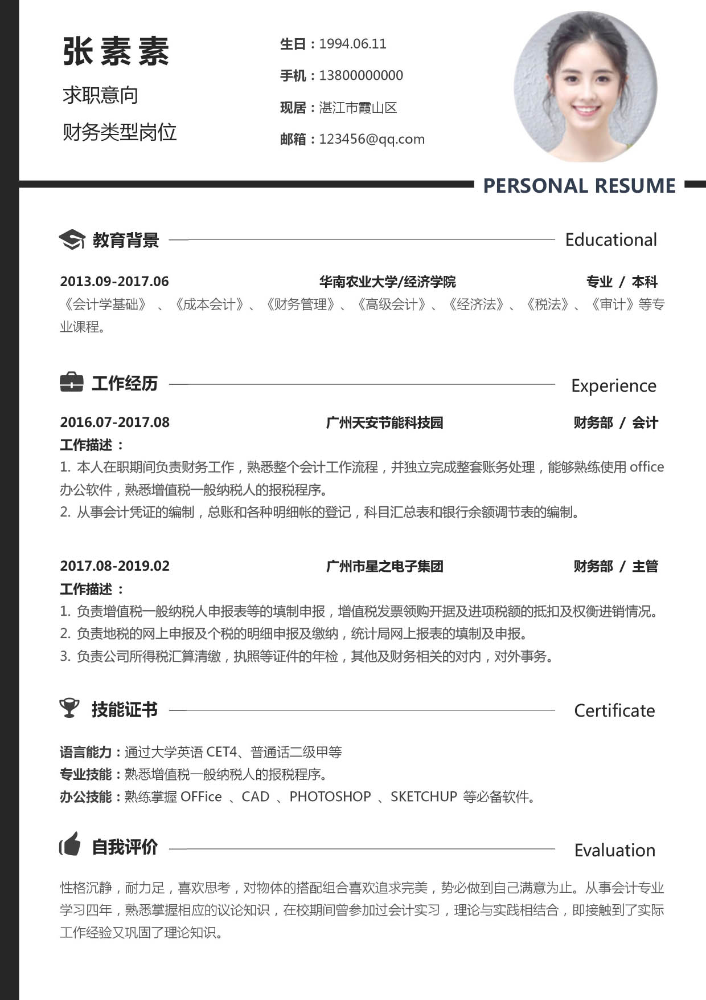 张素素
求职意向
财务类型岗位
生日：1994.06.11
手机：13800000000
现居：湛江市霞山区
邮箱：123456@qq.com
PERSONAL RESUME
教育背景 Educational
2013.09-2017.06 华南农业大学/经济学院 专业 / 本科
《会计学基础》 、《成本会计》、《财务管理》、《高级会计》、《经济法》、《税法》、《审计》等专
业课程。
工作经历 Experience
2016.07-2017.08 广州天安节能科技园 财务部 / 会计
工作描述 ：
1. 本人在职期间负责财务工作，熟悉整个会计工作流程，并独立完成整套账务处理，能够熟练使用 office
办公软件，熟悉增值税一般纳税人的报税程序。
2. 从事会计凭证的编制，总账和各种明细帐的登记，科目汇总表和银行余额调节表的编制。
2017.08-2019.02 广州市星之电子集团 财务部 / 主管
工作描述 ：
1. 负责增值税一般纳税人申报表等的填制申报，增值税发票领购开据及进项税额的抵扣及权衡进销情况。
2. 负责地税的网上申报及个税的明细申报及缴纳，统计局网上报表的填制及申报。
3. 负责公司所得税汇算清缴，执照等证件的年检，其他及财务相关的对内，对外事务。
技能证书 Certificate
语言能力：通过大学英语 CET4、普通话二级甲等
专业技能：熟悉增值税一般纳税人的报税程序。
办公技能：熟练掌握 OFFice 、CAD 、PHOTOSHOP 、SKETCHUP 等必备软件。
自我评价 Evaluation
性格沉静，耐力足，喜欢思考，对物体的搭配组合喜欢追求完美，势必做到自己满意为止。从事会计专业
学习四年，熟悉掌握相应的议论知识，在校期间曾参加过会计实习，理论与实践相结合，即接触到了实际
工作经验又巩固了理论知识。